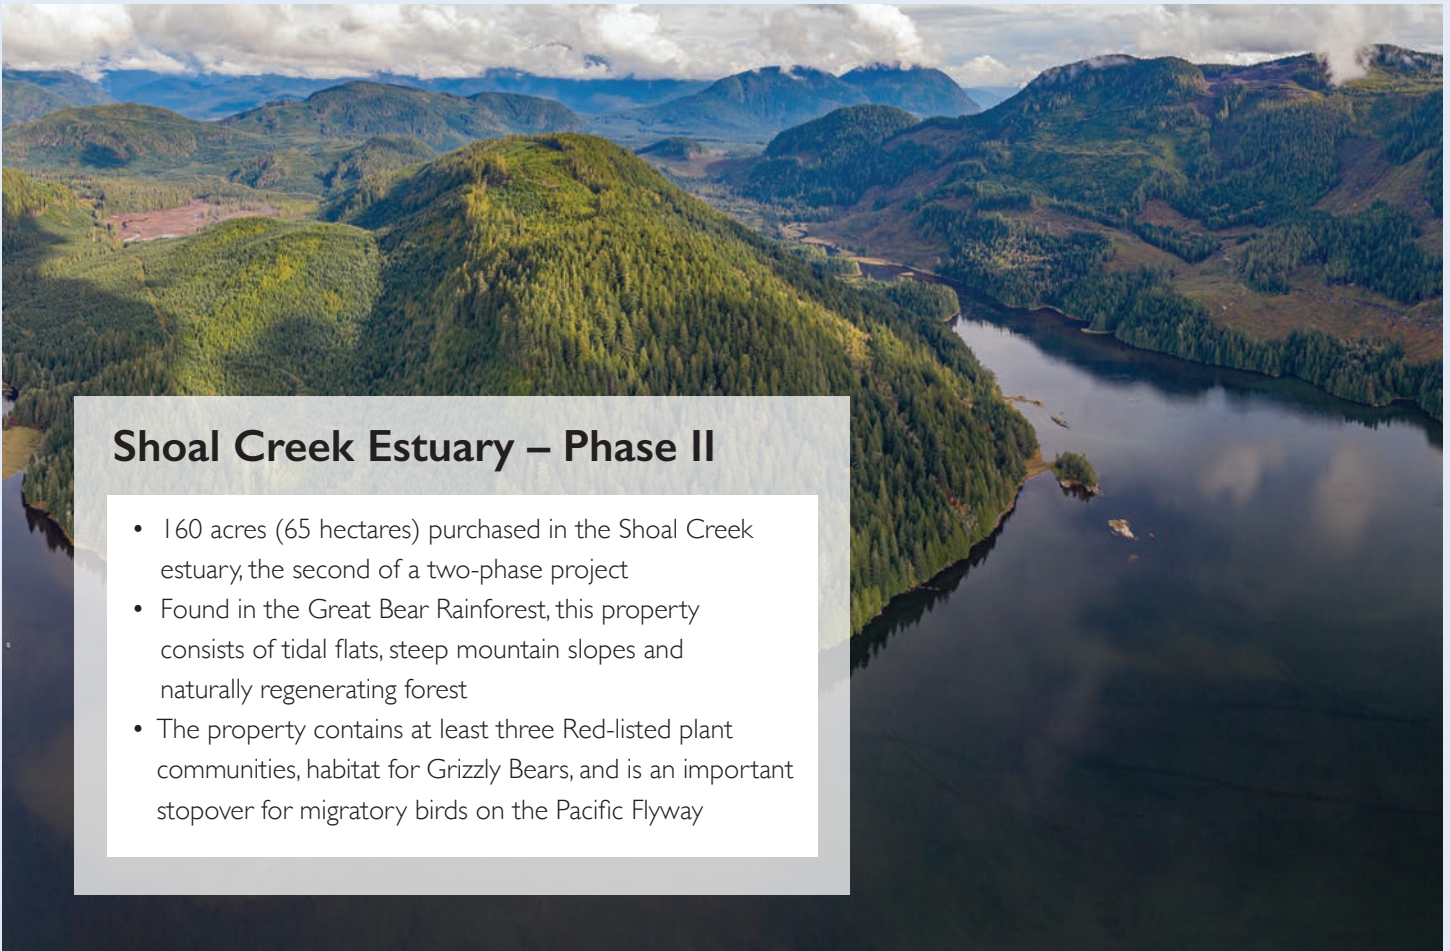 Shoal Creek Estuary – Phase II
• 160 acres (65 hectares) purchased in the Shoal Creek
estuary, the second of a two-phase project
• Found in the Great Bear Rainforest, this property
consists of tidal flats, steep mountain slopes and
naturally regenerating forest
• The property contains at least three Red-listed plant
communities, habitat for Grizzly Bears, and is an important
stopover for migratory birds on the Pacific Flyway